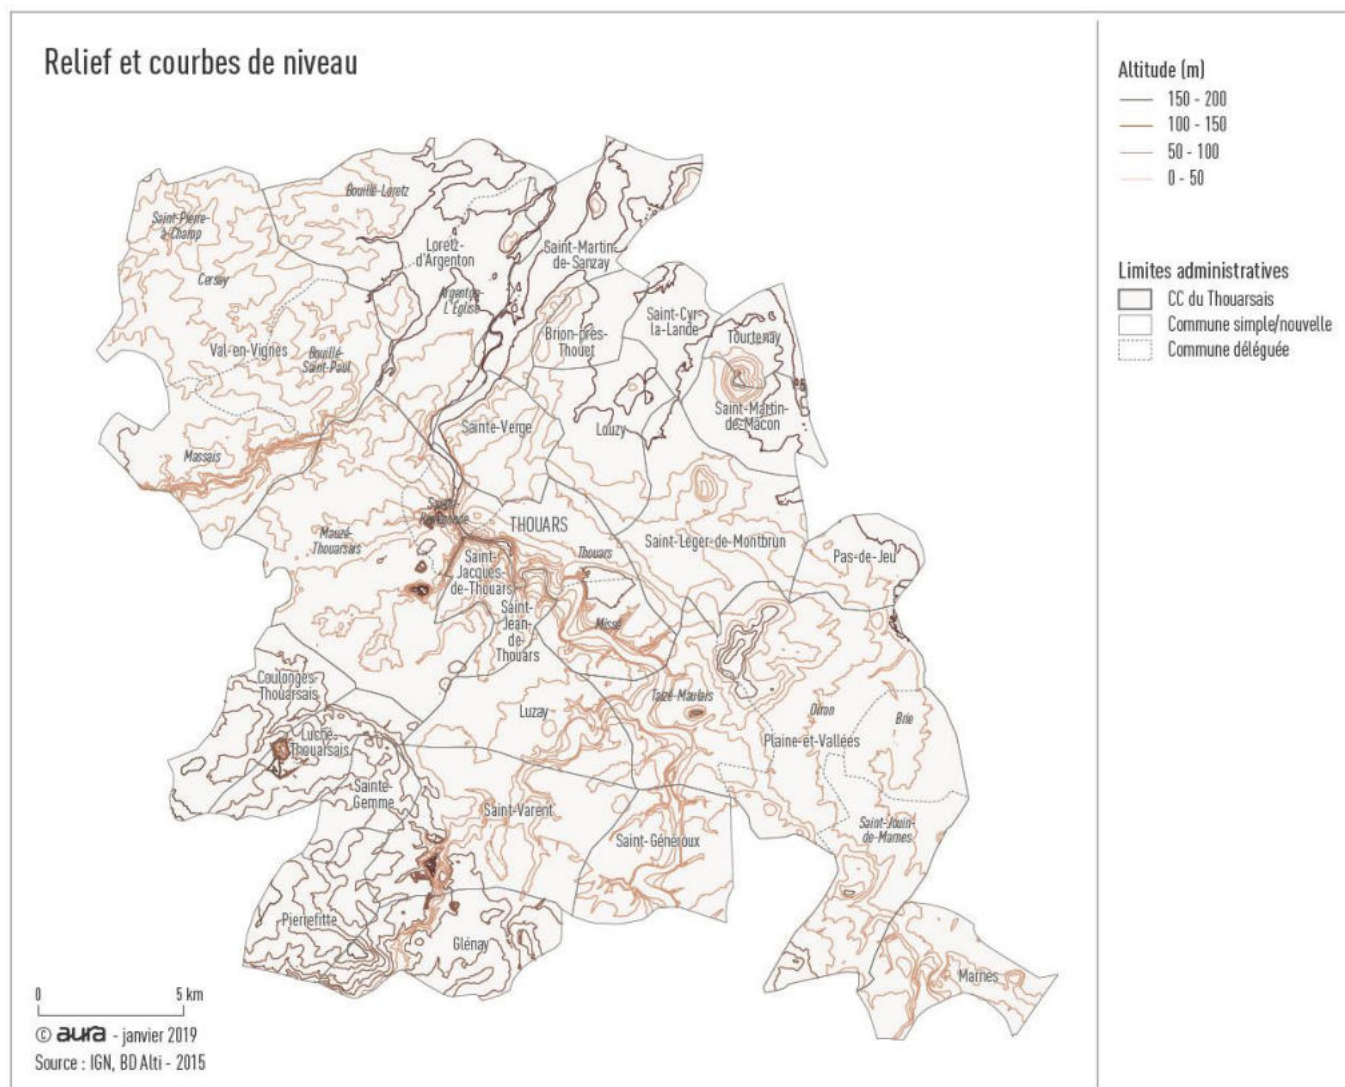 Relief et courbes de niveau
Altitude (m)
150 - 200
100 - 150
50 - 100
0 - 50
Limites administratives
CC du Thouarsais
Commune simple/nouvelle
Commune déléguée
Bouillé-Loretz
Saint-Pierre-
à-Champ
Cersay
Loretz-
d'Argenton
Saint-Martin-
de-Sanzay
Argenton-
L'Église
Saint-Cyr-
la-Lande
Brion-près-
Thouet
Tourtenay
Val-en-Vignes
Bouillé-
Saint-Paul
Saint-Martin-
de-Mâcon
Sainte-Verge
Louzy
Massais
Sainte-
Radegonde
THOUARS
Mauzé-
Thouarsais
Saint-Léger-de-Montbrun
Thouars
Pas-de-Jeu
Saint-
Jacques-
de-Thouars
Saint-
Jean-
de-
Thouars
Missé
Coulonges-
Thouarsais
Luzay
Taizé-Maulais
Oiron
Brie
Plaine-et-Vallées
Luché-
Thouarsais
Sainte-
Gemme
Saint-Varent
Saint-Généroux
Saint-Jouin-
de-Marnes
Pierrefitte
Glénay
Marnes
0 5 km
© aura - janvier 2019
Source : IGN, BD Alti - 2015